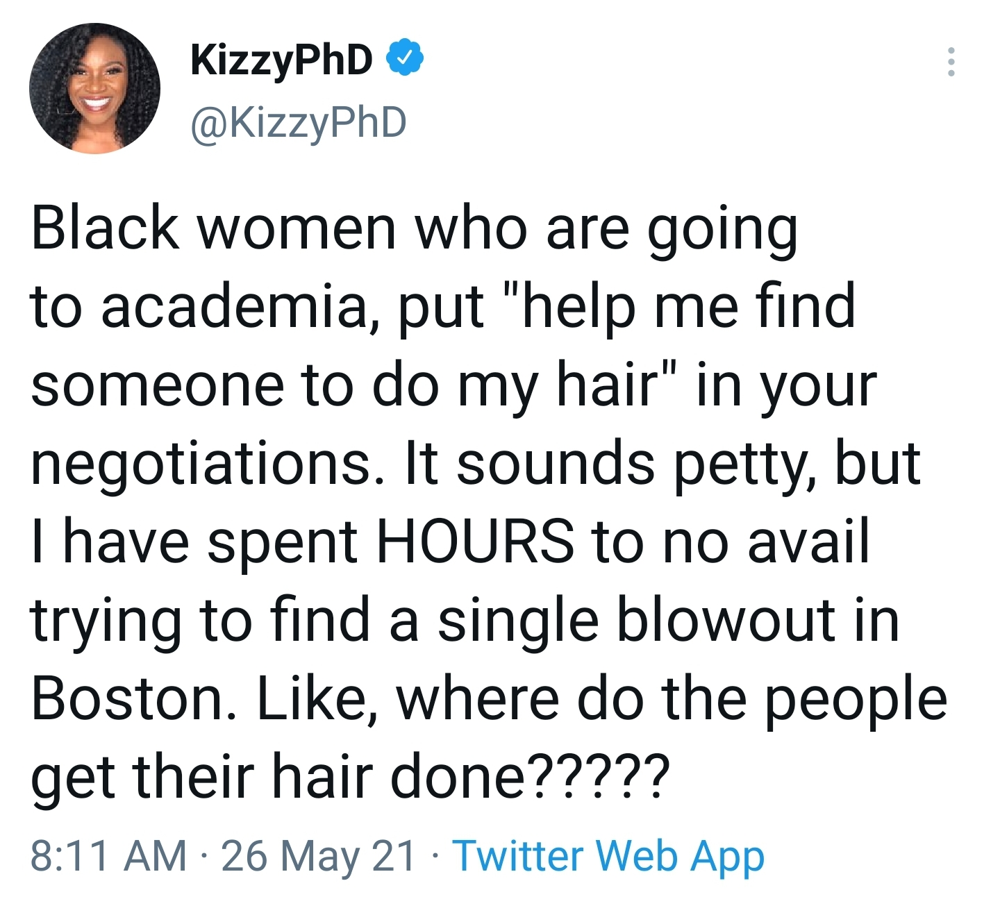 KizzyPhD
@KizzyPhD
Black women who are going
to academia, put "help me find
someone to do my hair" in your
negotiations. It sounds petty, but
I have spent HOURS to no avail
trying to find a single blowout in
Boston. Like, where do the people
get their hair done?????
8:11 AM · 26 May 21 · Twitter Web App